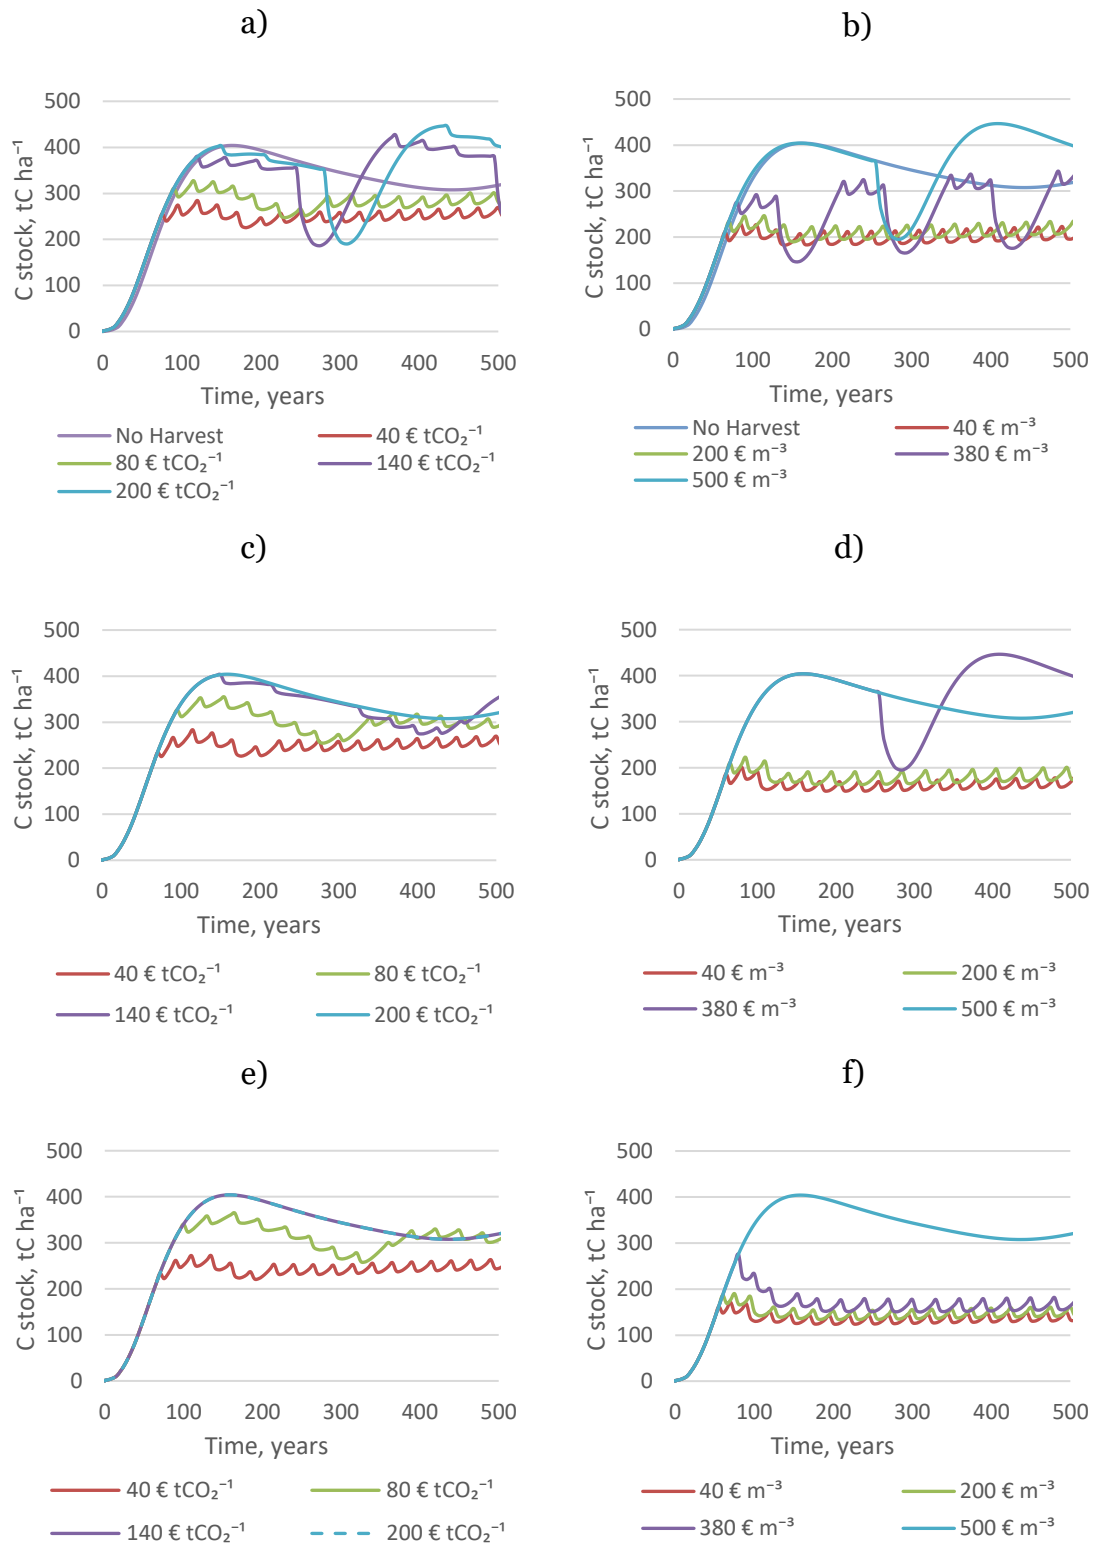 a)
C stock, tC ha⁻¹
500
400
300
200
100
0
0 100 200 300 400 500
Time, years
No Harvest
40 € tCO₂⁻¹
80 € tCO₂⁻¹
140 € tCO₂⁻¹
200 € tCO₂⁻¹
b)
C stock, tC ha⁻¹
500
400
300
200
100
0
0 100 200 300 400 500
Time, years
No Harvest
40 € m⁻³
200 € m⁻³
380 € m⁻³
500 € m⁻³
c)
C stock, tC ha⁻¹
500
400
300
200
100
0
0 100 200 300 400 500
Time, years
40 € tCO₂⁻¹
80 € tCO₂⁻¹
140 € tCO₂⁻¹
200 € tCO₂⁻¹
d)
C stock, tC ha⁻¹
500
400
300
200
100
0
0 100 200 300 400 500
Time, years
40 € m⁻³
200 € m⁻³
380 € m⁻³
500 € m⁻³
e)
C stock, tC ha⁻¹
500
400
300
200
100
0
0 100 200 300 400 500
Time, years
40 € tCO₂⁻¹
80 € tCO₂⁻¹
140 € tCO₂⁻¹
200 € tCO₂⁻¹
f)
C stock, tC ha⁻¹
500
400
300
200
100
0
0 100 200 300 400 500
Time, years
40 € m⁻³
200 € m⁻³
380 € m⁻³
500 € m⁻³